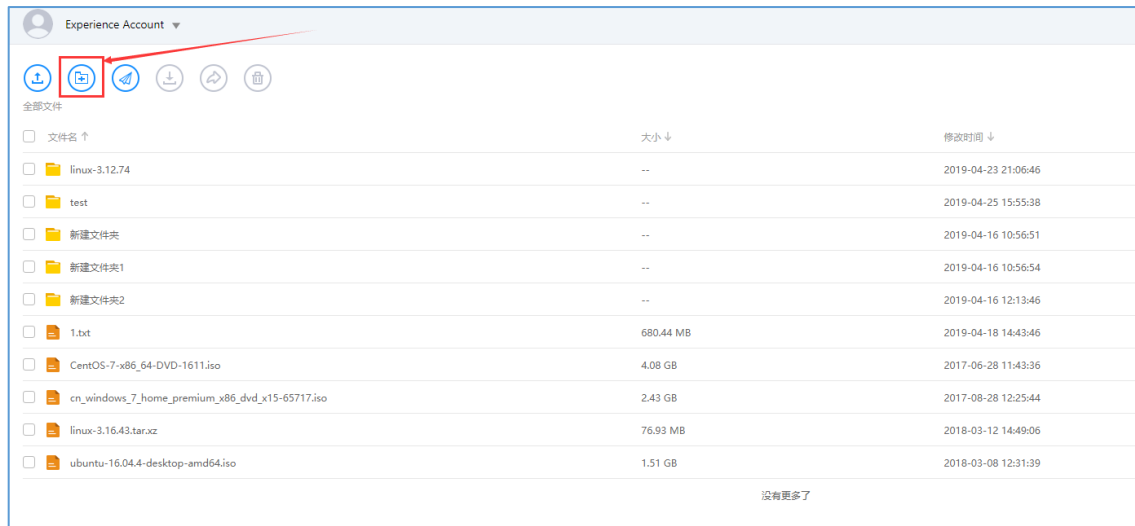 Experience Account
全部文件
文件名 大小 修改时间
linux-3.12.74 -- 2019-04-23 21:06:46
test -- 2019-04-25 15:55:38
新建文件夹 -- 2019-04-16 10:56:51
新建文件夹1 -- 2019-04-16 10:56:54
新建文件夹2 -- 2019-04-16 12:13:46
1.txt 680.44 MB 2019-04-18 14:43:46
CentOS-7-x86_64-DVD-1611.iso 4.08 GB 2017-06-28 11:43:36
cn_windows_7_home_premium_x86_dvd_x15-65717.iso 2.43 GB 2017-08-28 12:25:44
linux-3.16.43.tar.xz 76.93 MB 2018-03-12 14:49:06
ubuntu-16.04.4-desktop-amd64.iso 1.51 GB 2018-03-08 12:31:39
没有更多了